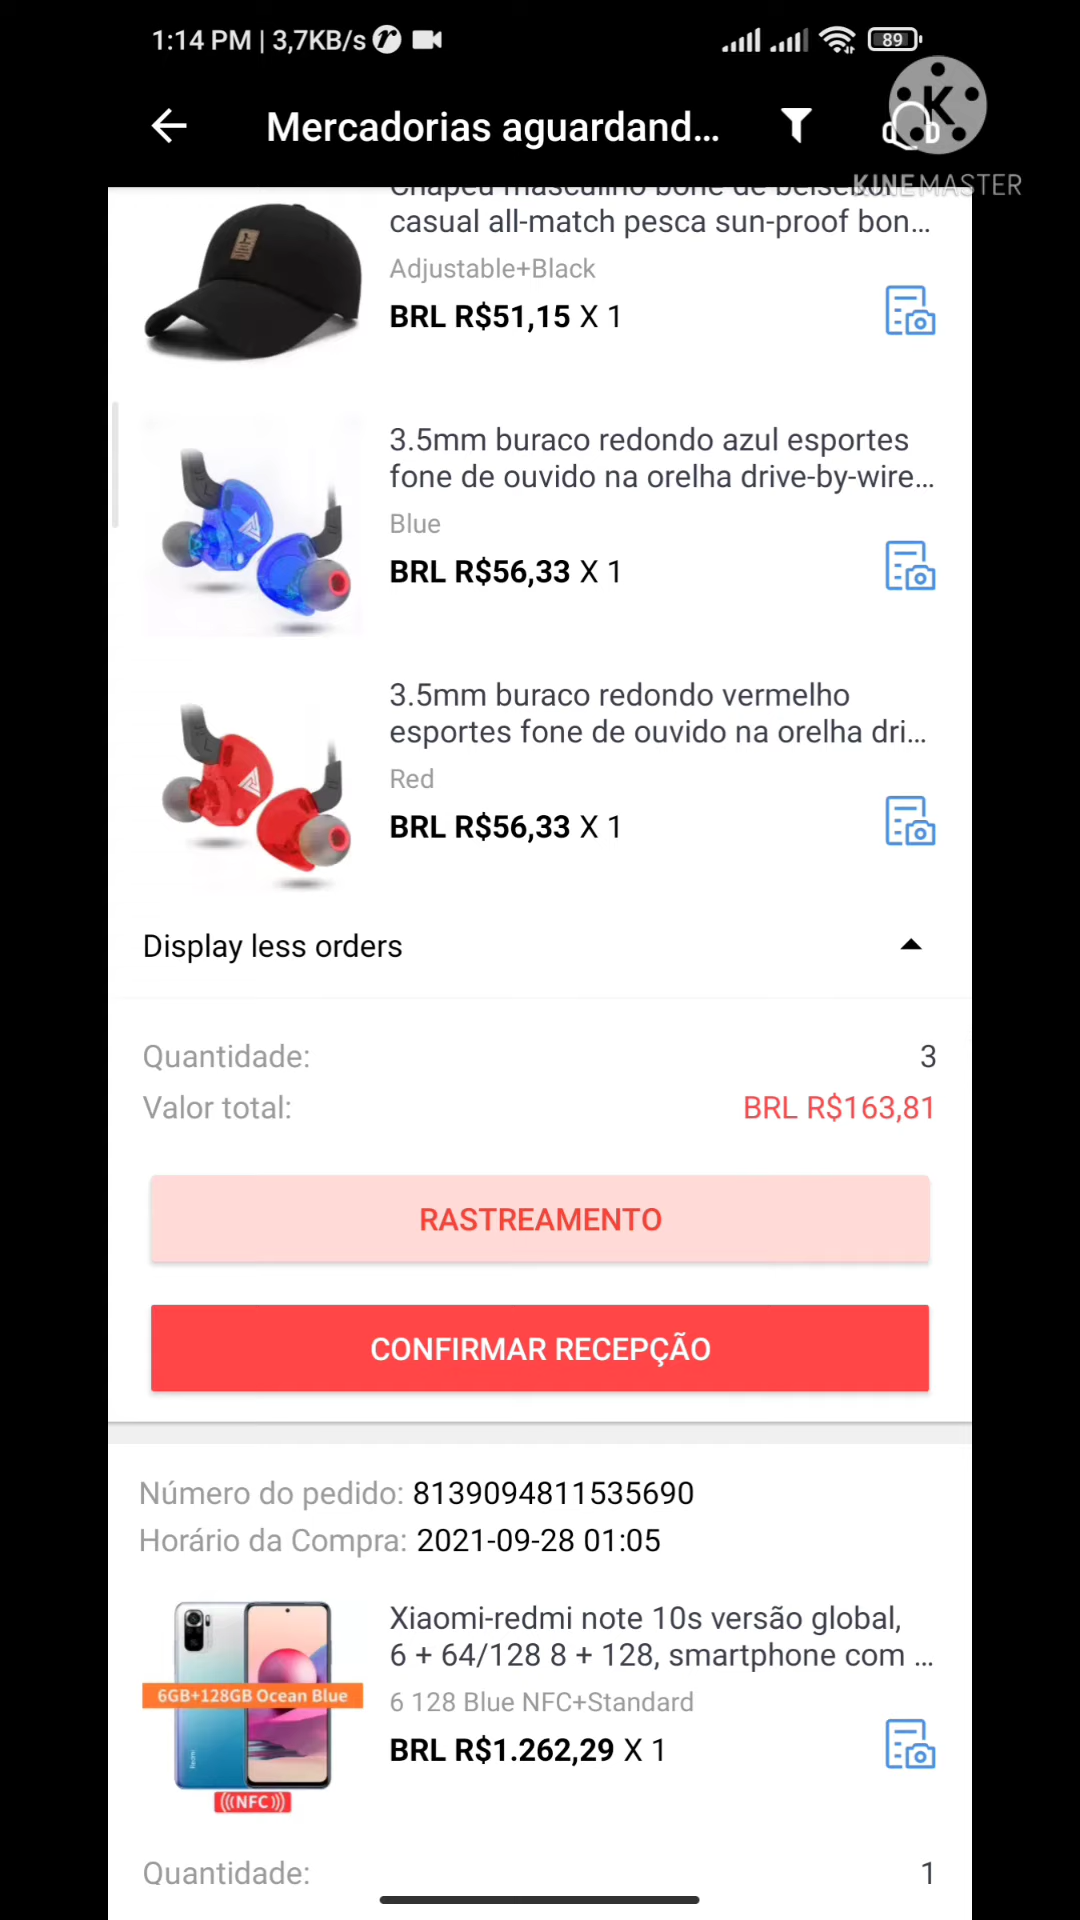 1:14 PM | 3,7KB/s
89
Mercadorias aguardand...
KINEMASTER
Chapéu masculino boné de beisebol
casual all-match pesca sun-proof bon...
Adjustable+Black
BRL R$51,15 X 1
3.5mm buraco redondo azul esportes
fone de ouvido na orelha drive-by-wire...
Blue
BRL R$56,33 X 1
3.5mm buraco redondo vermelho
esportes fone de ouvido na orelha dri...
Red
BRL R$56,33 X 1
Display less orders
Quantidade: 3
Valor total: BRL R$163,81
RASTREAMENTO
CONFIRMAR RECEPÇÃO
Número do pedido: 8139094811535690
Horário da Compra: 2021-09-28 01:05
Xiaomi-redmi note 10s versão global,
6 + 64/128 8 + 128, smartphone com ...
6GB+128GB Ocean Blue
6 128 Blue NFC+Standard
BRL R$1.262,29 X 1
(((NFC)))
Quantidade: 1